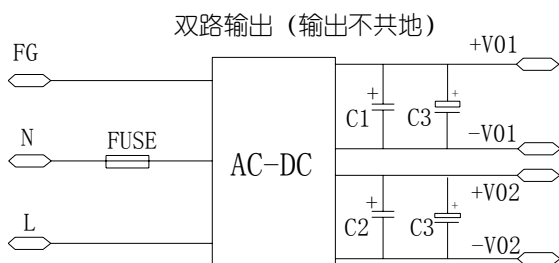 双路输出（输出不共地）
FG
+V01
+
+
C1
C3
N
FUSE
-V01
AC-DC
+V02
+
+
L
C2
C3
-V02